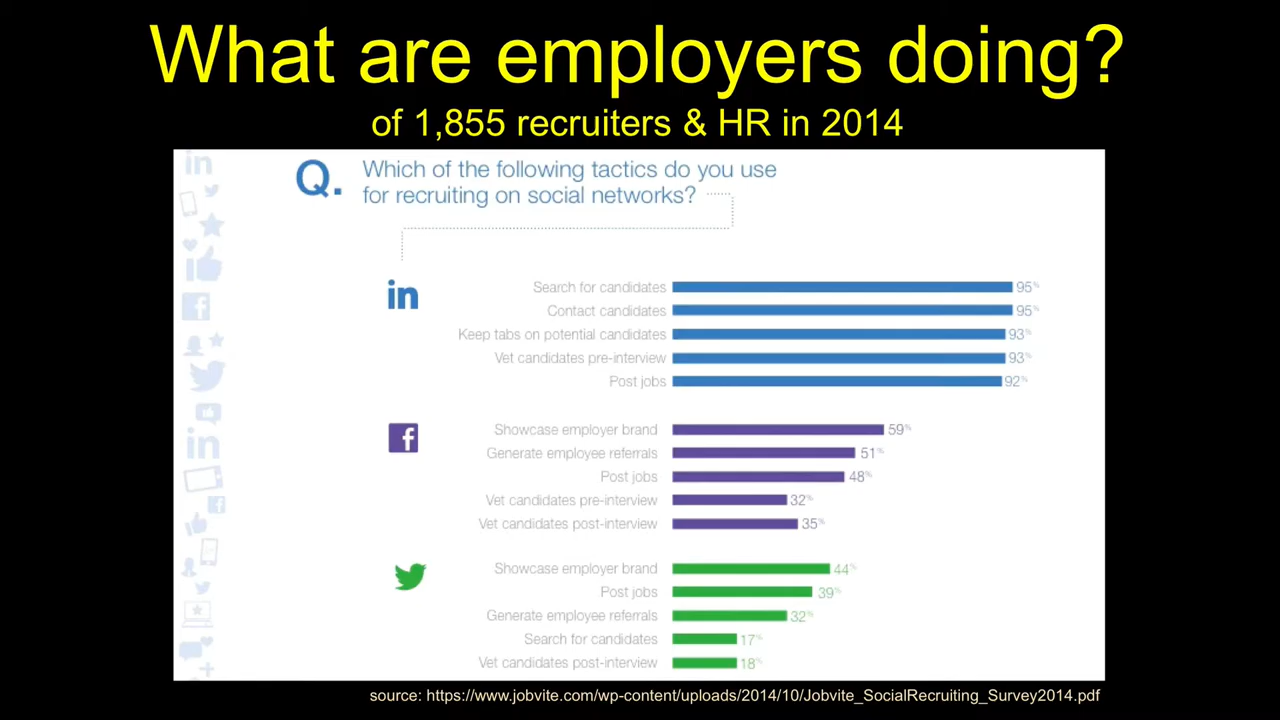 What are employers doing?
of 1,855 recruiters & HR in 2014
Q. Which of the following tactics do you use
for recruiting on social networks?
in
Search for candidates 95%
Contact candidates 95%
Keep tabs on potential candidates 93%
Vet candidates pre-interview 93%
Post jobs 92%
f
Showcase employer brand 59%
Generate employee referrals 51%
Post jobs 48%
Vet candidates pre-interview 32%
Vet candidates post-interview 35%
Showcase employer brand 44%
Post jobs 39%
Generate employee referrals 32%
Search for candidates 17%
Vet candidates post-interview 18%
source: https://www.jobvite.com/wp-content/uploads/2014/10/Jobvite_SocialRecruiting_Survey2014.pdf